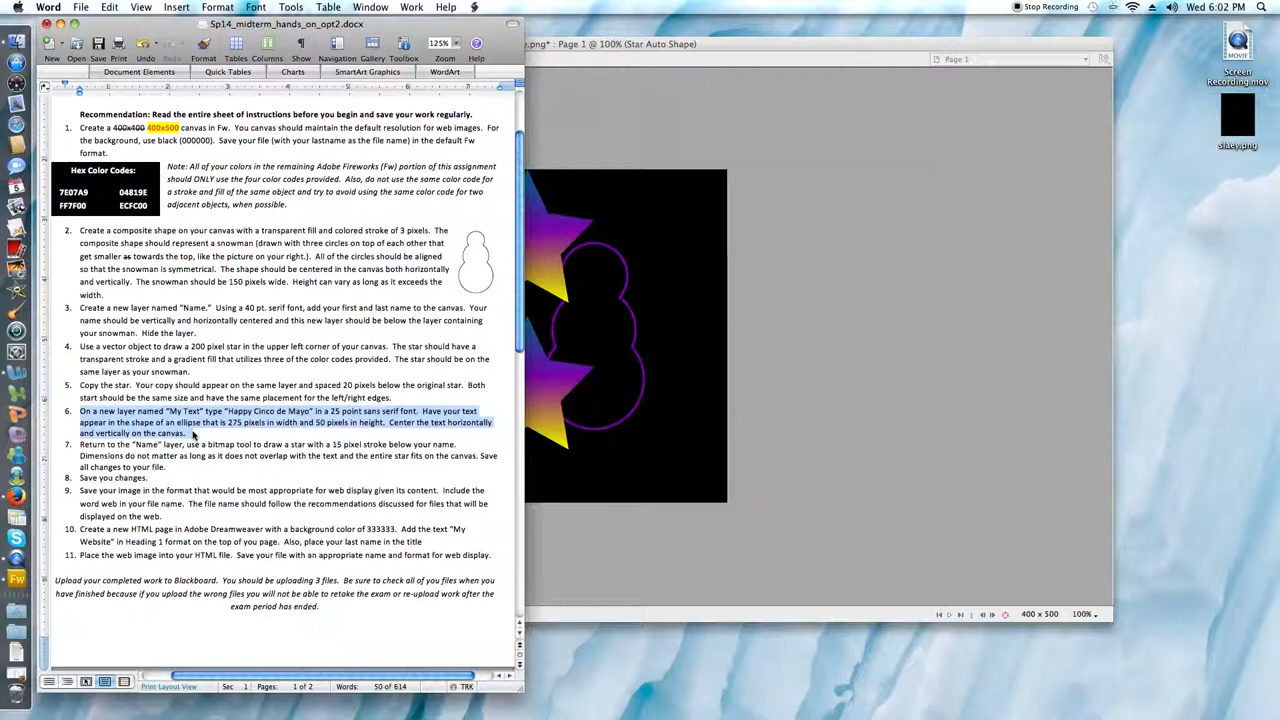 Word File Edit View Insert Format Font Tools Table Window Work Help
Stop Recording Wed 6:02 PM
Sp14_midterm_hands_on_opt2.docx
New Open Save Print Undo Redo Format Tables Columns Show Navigation Gallery Toolbox Zoom Help
125%
Document Elements Quick Tables Charts SmartArt Graphics WordArt
Recommendation: Read the entire sheet of instructions before you begin and save your work regularly.
1. Create a 400x400 400x500 canvas in Fw. You canvas should maintain the default resolution for web images. For
the background, use black (000000). Save your file (with your lastname as the file name) in the default Fw
format.
Hex Color Codes:
7E07A9 04819E
FF7F00 ECFC00
Note: All of your colors in the remaining Adobe Fireworks (Fw) portion of this assignment
should ONLY use the four color codes provided. Also, do not use the same color code for
a stroke and fill of the same object and try to avoid using the same color code for two
adjacent objects, when possible.
2. Create a composite shape on your canvas with a transparent fill and colored stroke of 3 pixels. The
composite shape should represent a snowman (drawn with three circles on top of each other that
get smaller as towards the top, like the picture on your right.). All of the circles should be aligned
so that the snowman is symmetrical. The shape should be centered in the canvas both horizontally
and vertically. The snowman should be 150 pixels wide. Height can vary as long as it exceeds the
width.
3. Create a new layer named “Name.” Using a 40 pt. serif font, add your first and last name to the canvas. Your
name should be vertically and horizontally centered and this new layer should be below the layer containing
your snowman. Hide the layer.
4. Use a vector object to draw a 200 pixel star in the upper left corner of your canvas. The star should have a
transparent stroke and a gradient fill that utilizes three of the color codes provided. The star should be on the
same layer as your snowman.
5. Copy the star. Your copy should appear on the same layer and spaced 20 pixels below the original star. Both
start should be the same size and have the same placement for the left/right edges.
6. On a new layer named “My Text” type “Happy Cinco de Mayo” in a 25 point sans serif font. Have your text
appear in the shape of an ellipse that is 275 pixels in width and 50 pixels in height. Center the text horizontally
and vertically on the canvas.
7. Return to the “Name” layer, use a bitmap tool to draw a star with a 15 pixel stroke below your name.
Dimensions do not matter as long as it does not overlap with the text and the entire star fits on the canvas. Save
all changes to your file.
8. Save you changes.
9. Save your image in the format that would be most appropriate for web display given its content. Include the
word web in your file name. The file name should follow the recommendations discussed for files that will be
displayed on the web.
10. Create a new HTML page in Adobe Dreamweaver with a background color of 333333. Add the text “My
Website” in Heading 1 format on the top of you page. Also, place your last name in the title
11. Place the web image into your HTML file. Save your file with an appropriate name and format for web display.
Upload your completed work to Blackboard. You should be uploading 3 files. Be sure to check all of you files when you
have finished because if you upload the wrong files you will not be able to retake the exam or re-upload work after the
exam period has ended.
Print Layout View Sec 1 Pages: 1 of 2 Words: 50 of 614 TRK
.png* : Page 1 @ 100% (Star Auto Shape)
Page 1
400 x 500 100%
Screen
Recording.mov
slaey.png